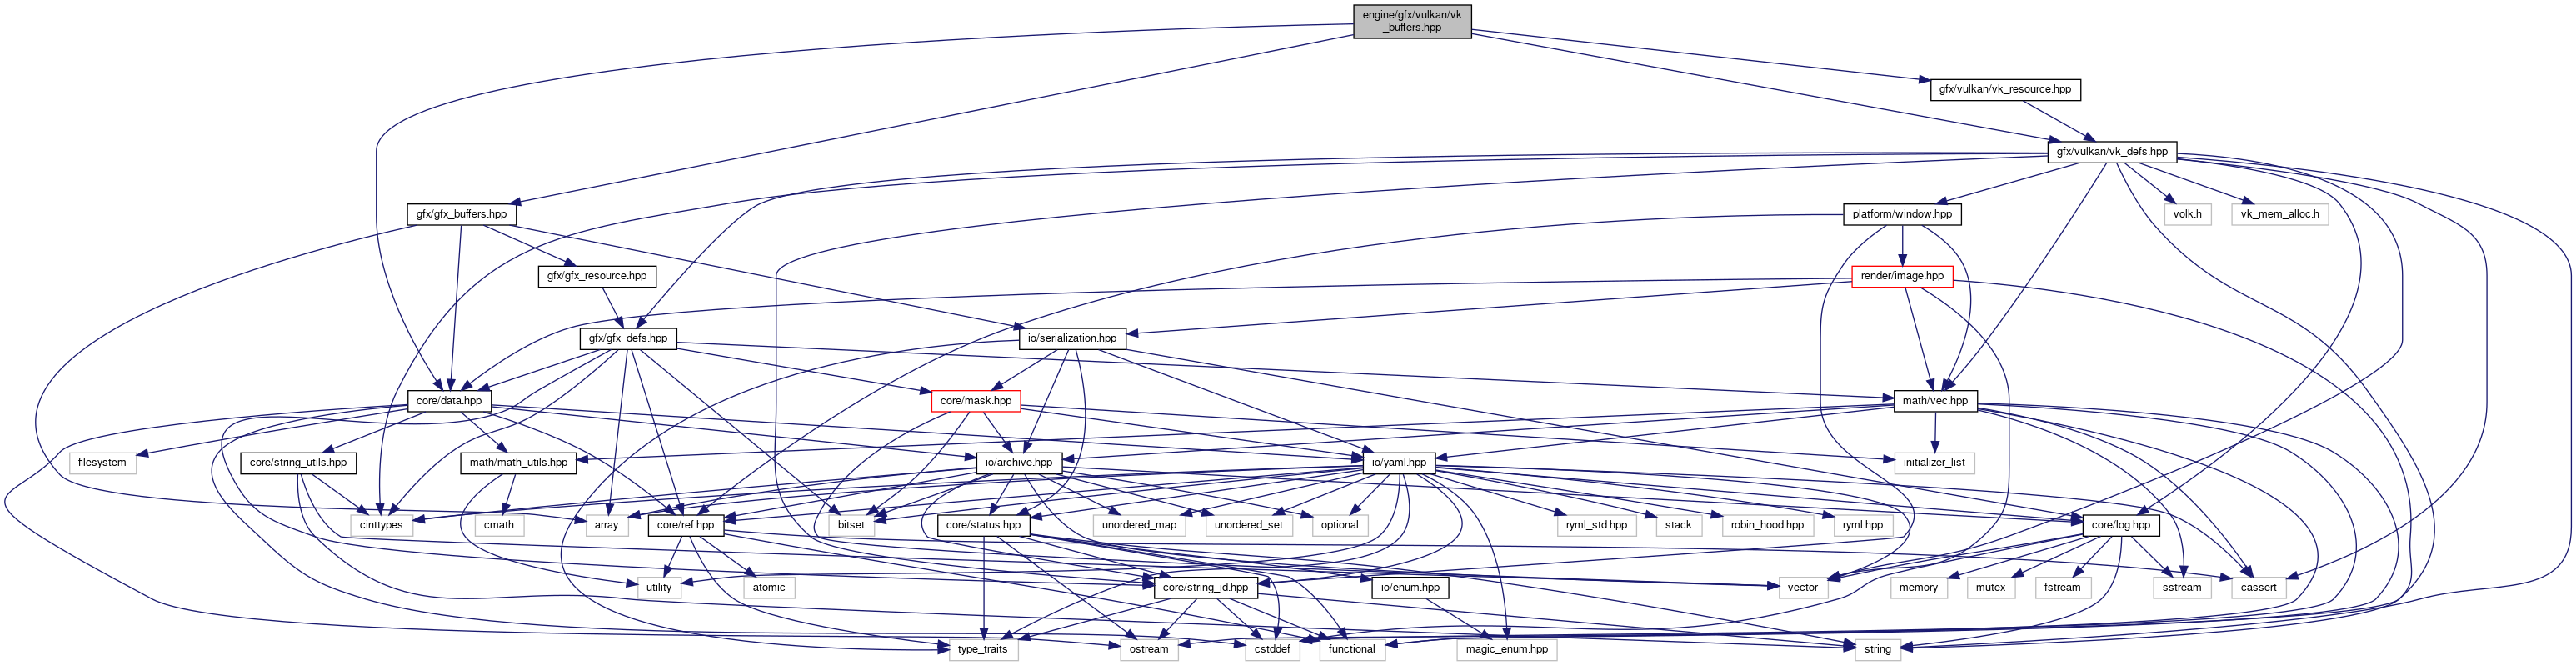 engine/gfx/vulkan/vk
_buffers.hpp
gfx/vulkan/vk_resource.hpp
gfx/vulkan/vk_defs.hpp
gfx/gfx_buffers.hpp
platform/window.hpp
volk.h
vk_mem_alloc.h
gfx/gfx_resource.hpp
render/image.hpp
gfx/gfx_defs.hpp
io/serialization.hpp
core/data.hpp
core/mask.hpp
math/vec.hpp
filesystem
core/string_utils.hpp
math/math_utils.hpp
io/archive.hpp
io/yaml.hpp
initializer_list
cinttypes
cmath
array
core/ref.hpp
bitset
core/status.hpp
unordered_map
unordered_set
optional
ryml_std.hpp
stack
robin_hood.hpp
ryml.hpp
core/log.hpp
utility
atomic
core/string_id.hpp
io/enum.hpp
vector
memory
mutex
fstream
sstream
cassert
type_traits
ostream
cstddef
functional
magic_enum.hpp
string